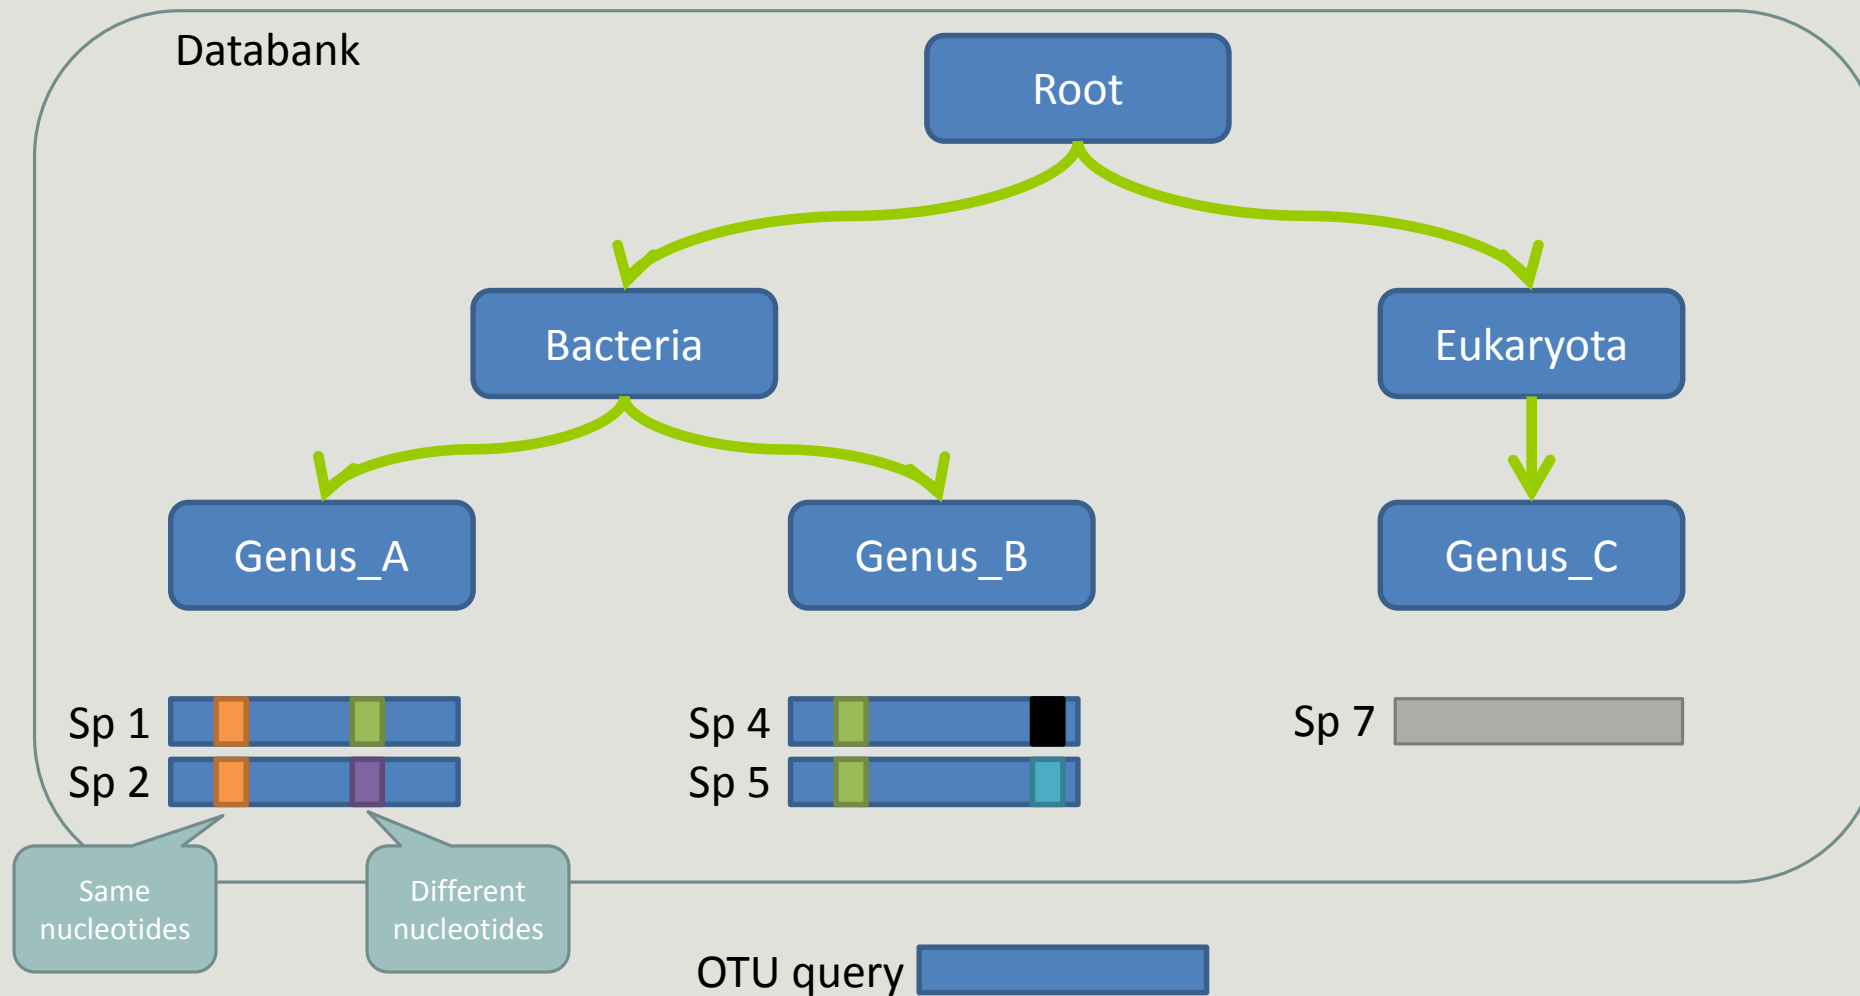 Databank
Root
Bacteria
Eukaryota
Genus_A
Genus_B
Genus_C
Sp 1
Sp 4
Sp 7
Sp 2
Sp 5
Same
nucleotides
Different
nucleotides
OTU query